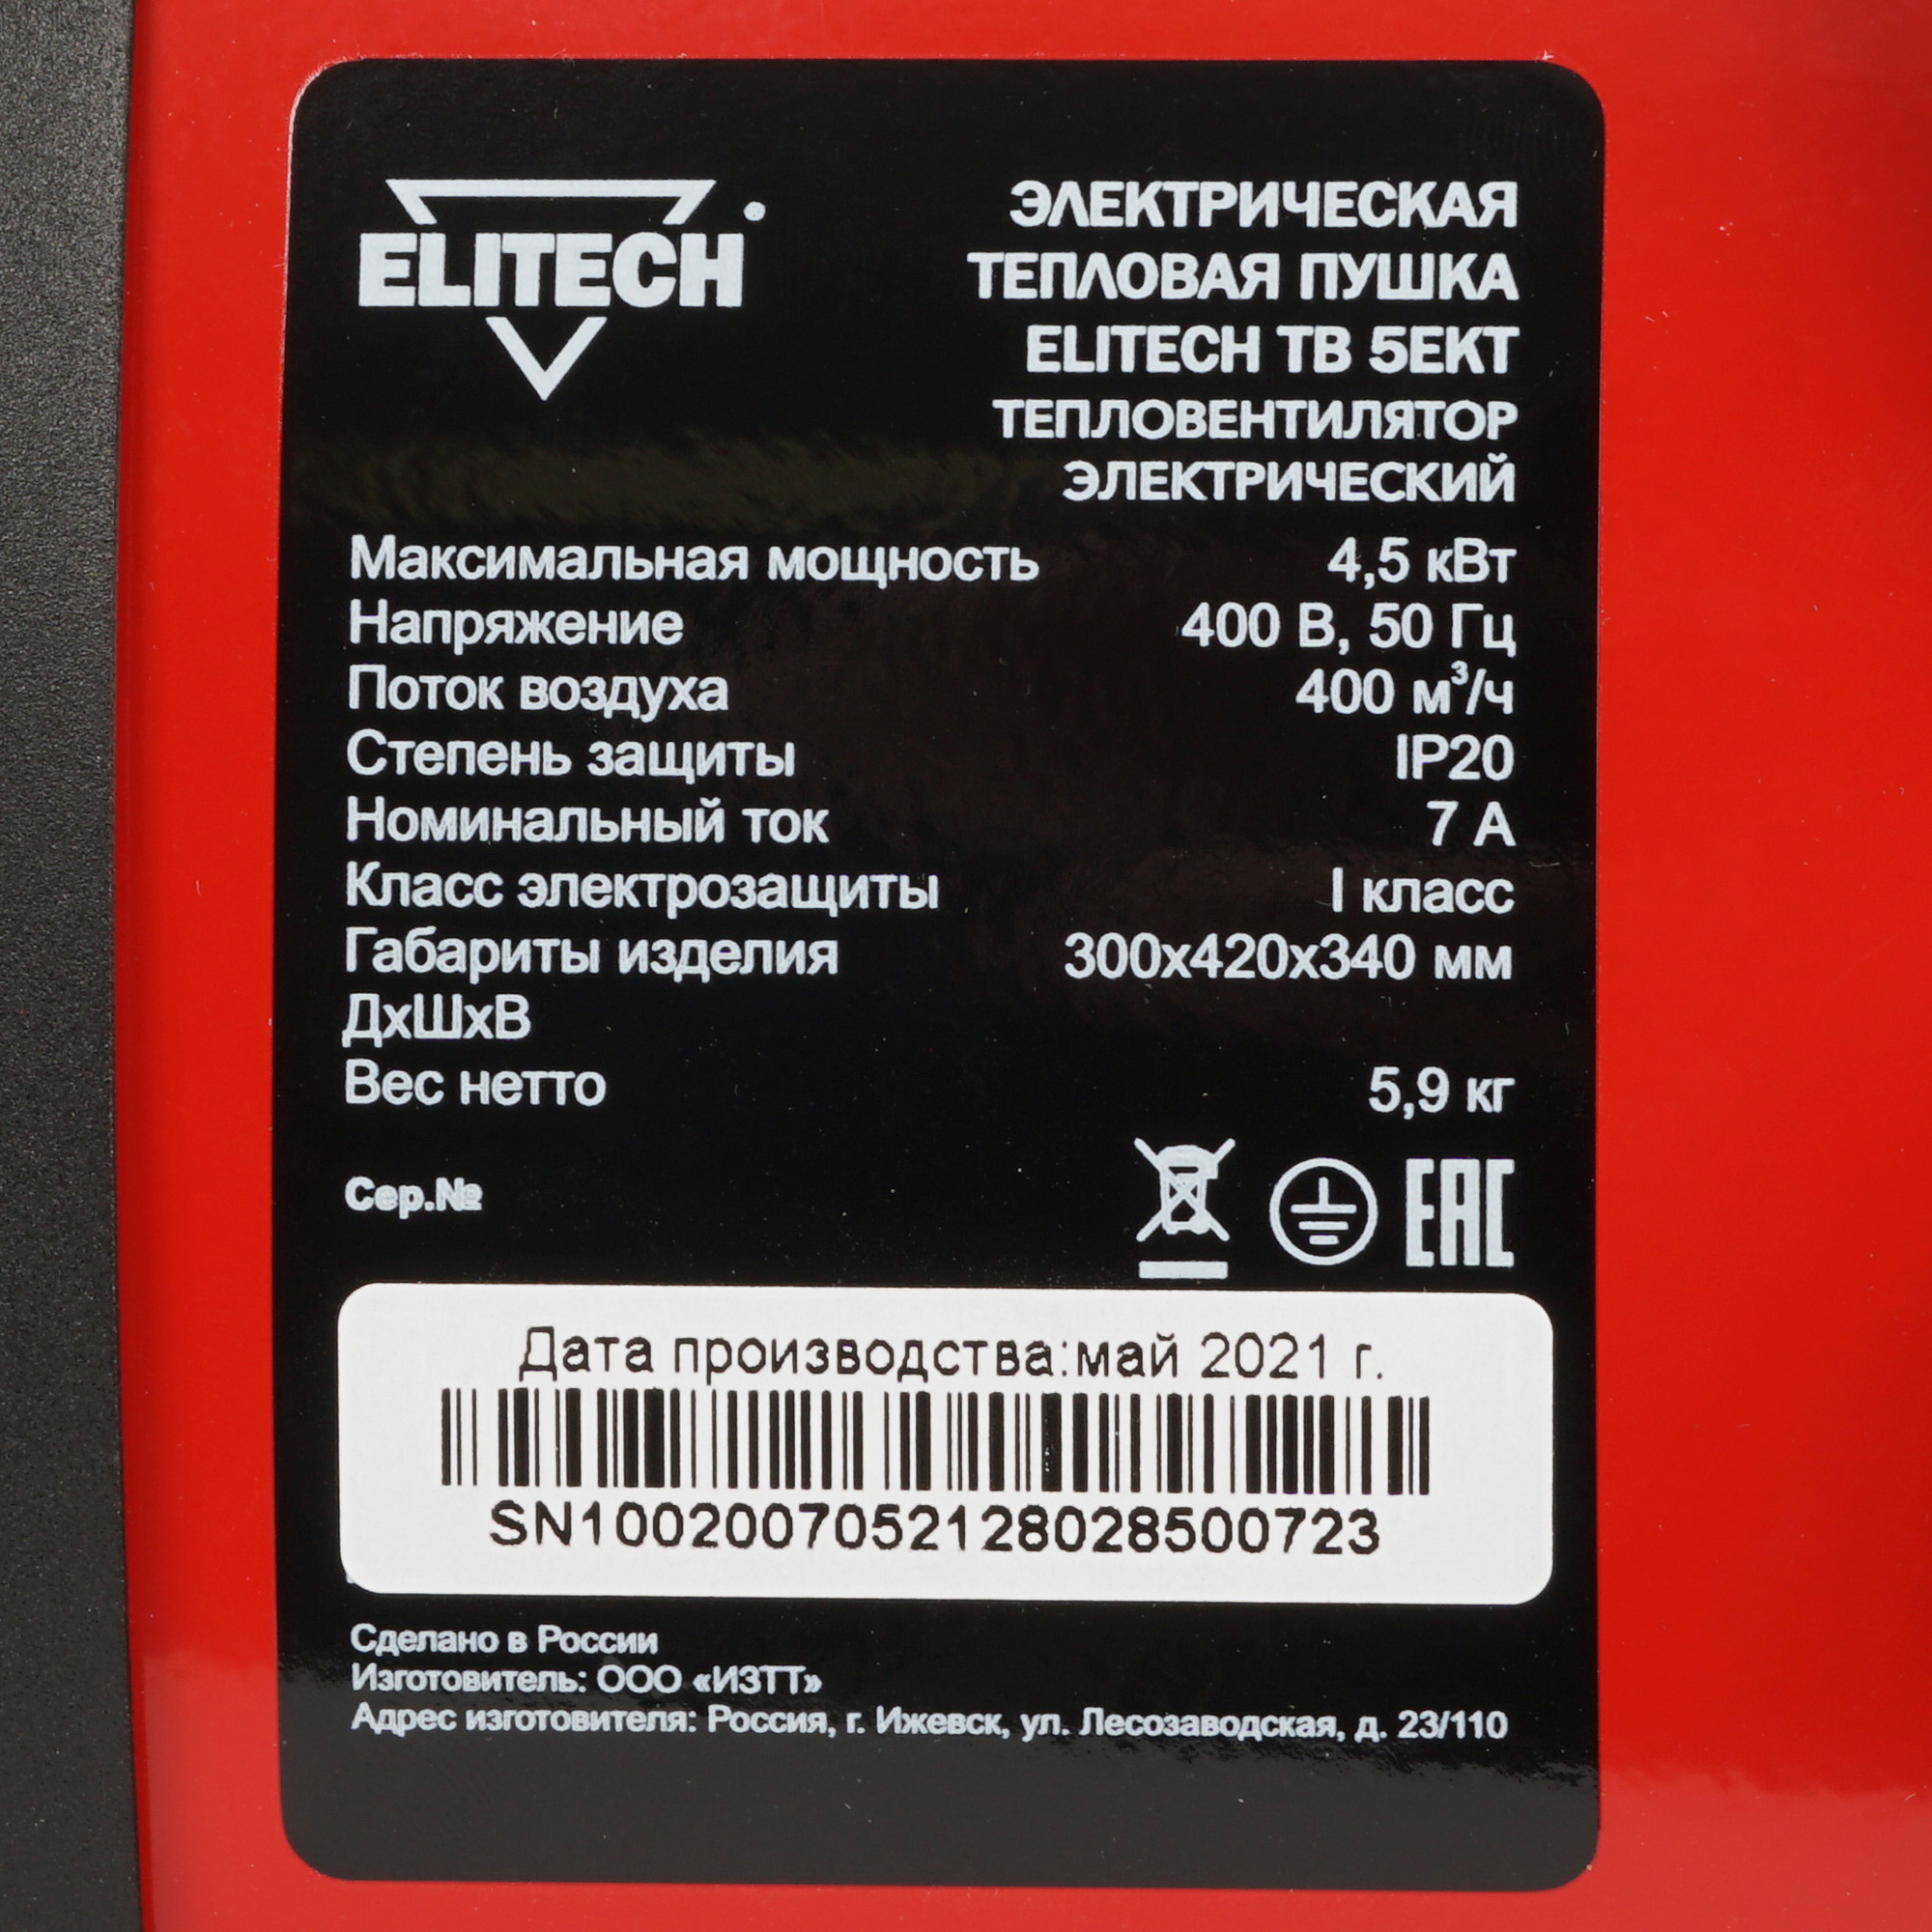 ELITECH
ЭЛЕКТРИЧЕСКАЯ
ТЕПЛОВАЯ ПУШКА
ELITECH ТВ 5ЕКТ
ТЕПЛОВЕНТИЛЯТОР
ЭЛЕКТРИЧЕСКИЙ
Максимальная мощность 4,5 кВт
Напряжение 400 В, 50 Гц
Поток воздуха 400 м³/ч
Степень защиты IP20
Номинальный ток 7 А
Класс электрозащиты I класс
Габариты изделия 300х420х340 мм
ДхШхВ
Вес нетто 5,9 кг
Сер.№
EAC
Дата производства:май 2021 г.
SN1002007052128028500723
Сделано в России
Изготовитель: ООО «ИЗТТ»
Адрес изготовителя: Россия, г. Ижевск, ул. Лесозаводская, д. 23/110